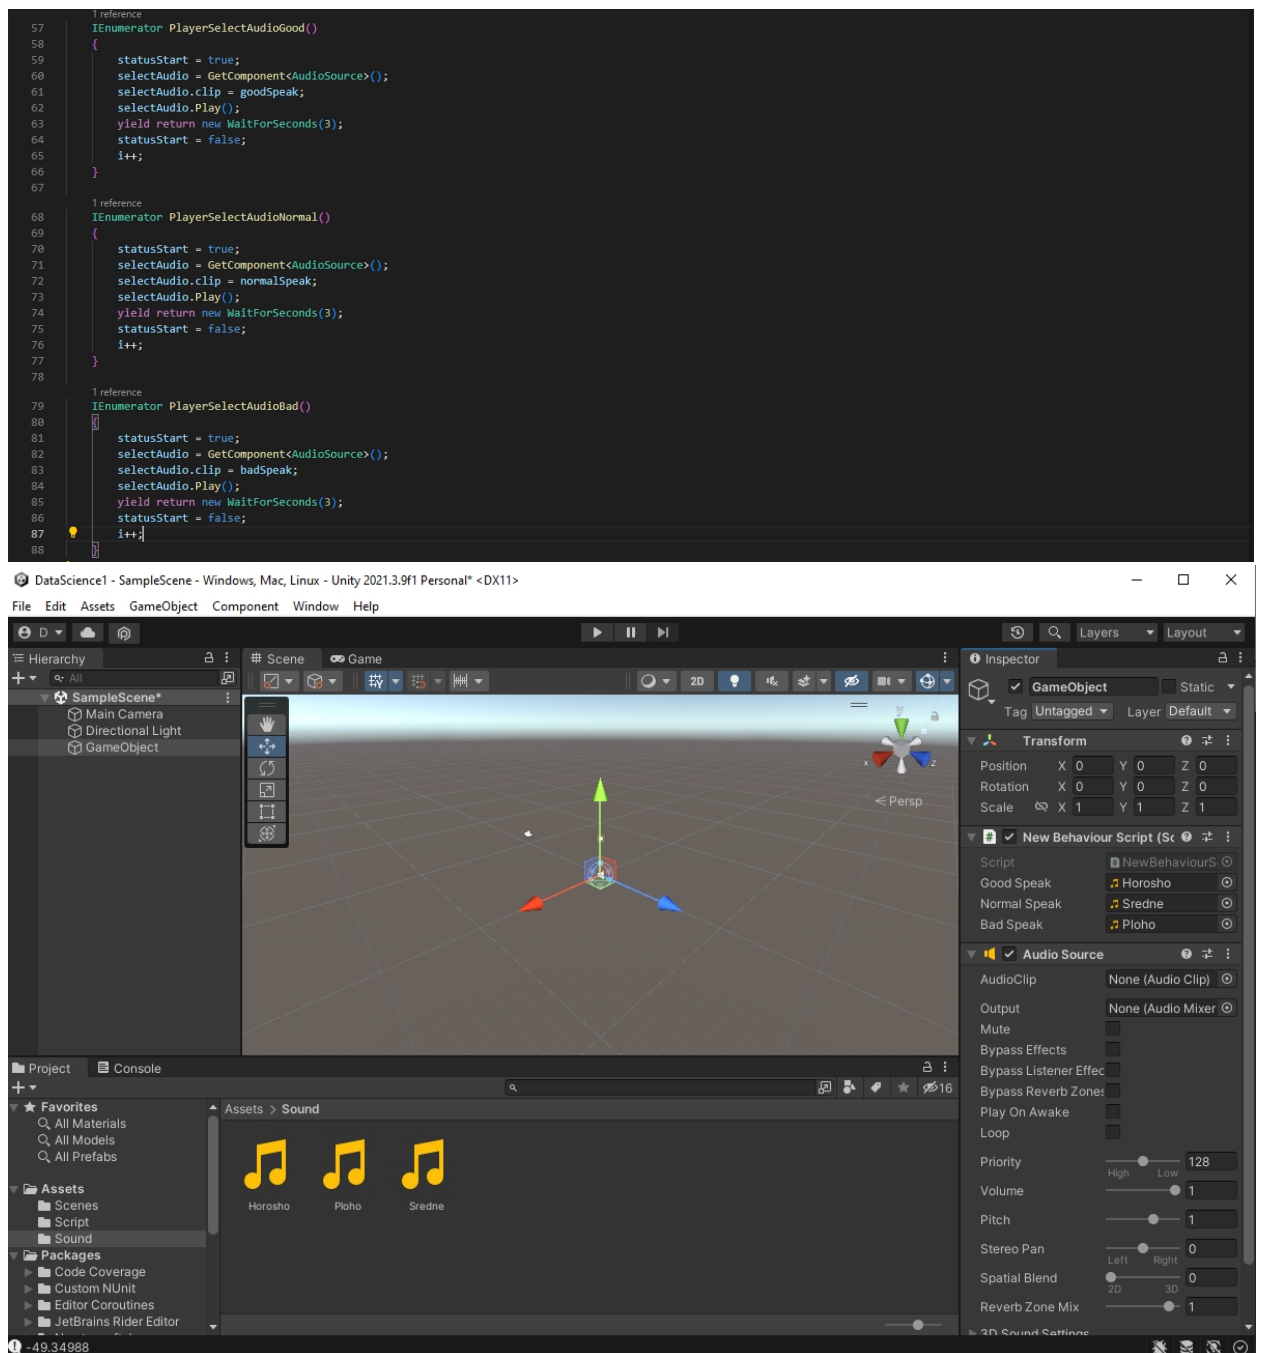 1 reference
57 IEnumerator PlayerSelectAudioGood()
58 {
59 statusStart = true;
60 selectAudio = GetComponent<AudioSource>();
61 selectAudio.clip = goodSpeak;
62 selectAudio.Play();
63 yield return new WaitForSeconds(3);
64 statusStart = false;
65 i++;
66 }
67
1 reference
68 IEnumerator PlayerSelectAudioNormal()
69 {
70 statusStart = true;
71 selectAudio = GetComponent<AudioSource>();
72 selectAudio.clip = normalSpeak;
73 selectAudio.Play();
74 yield return new WaitForSeconds(3);
75 statusStart = false;
76 i++;
77 }
78
1 reference
79 IEnumerator PlayerSelectAudioBad()
80 {
81 statusStart = true;
82 selectAudio = GetComponent<AudioSource>();
83 selectAudio.clip = badSpeak;
84 selectAudio.Play();
85 yield return new WaitForSeconds(3);
86 statusStart = false;
87 i++;
88 }
DataScience1 - SampleScene - Windows, Mac, Linux - Unity 2021.3.9f1 Personal* <DX11>
File Edit Assets GameObject Component Window Help
D Layers Layout
Hierarchy
All
SampleScene*
Main Camera
Directional Light
GameObject
# Scene Game
2D
y
x z
Persp
Inspector
GameObject Static
Tag Untagged Layer Default
Transform
Position X 0 Y 0 Z 0
Rotation X 0 Y 0 Z 0
Scale X 1 Y 1 Z 1
# New Behaviour Script (Sc
Script NewBehaviourS
Good Speak Horosho
Normal Speak Sredne
Bad Speak Ploho
Audio Source
AudioClip None (Audio Clip)
Output None (Audio Mixer
Mute
Bypass Effects
Bypass Listener Effec
Bypass Reverb Zones
Play On Awake
Loop
Priority 128
High Low
Volume 1
Pitch 1
Stereo Pan 0
Left Right
Spatial Blend 0
2D 3D
Reverb Zone Mix 1
3D Sound Settings
Project Console
16
Favorites
All Materials
All Models
All Prefabs
Assets
Scenes
Script
Sound
Packages
Code Coverage
Custom NUnit
Editor Coroutines
JetBrains Rider Editor
Assets > Sound
Horosho Ploho Sredne
-49.34988